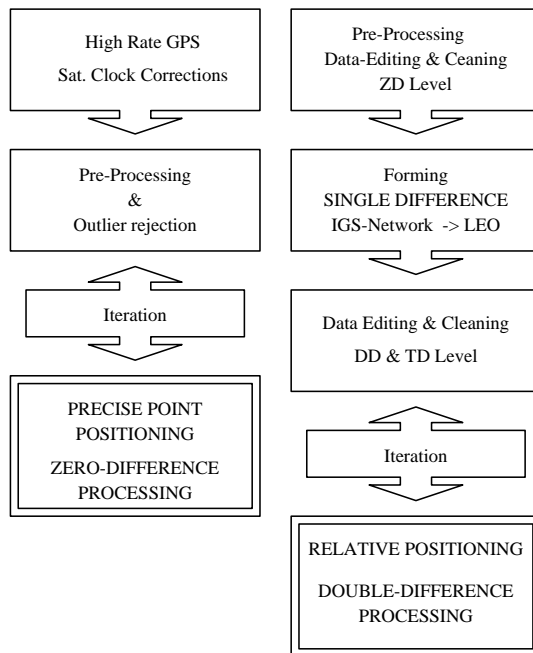 High Rate GPS
Sat. Clock Corrections
Pre-Processing
&
Outlier rejection
Iteration
PRECISE POINT
POSITIONING
ZERO-DIFFERENCE
PROCESSING
Pre-Processing
Data-Editing & Ceaning
ZD Level
Forming
SINGLE DIFFERENCE
IGS-Network -> LEO
Data Editing & Cleaning
DD & TD Level
Iteration
RELATIVE POSITIONING
DOUBLE-DIFFERENCE
PROCESSING